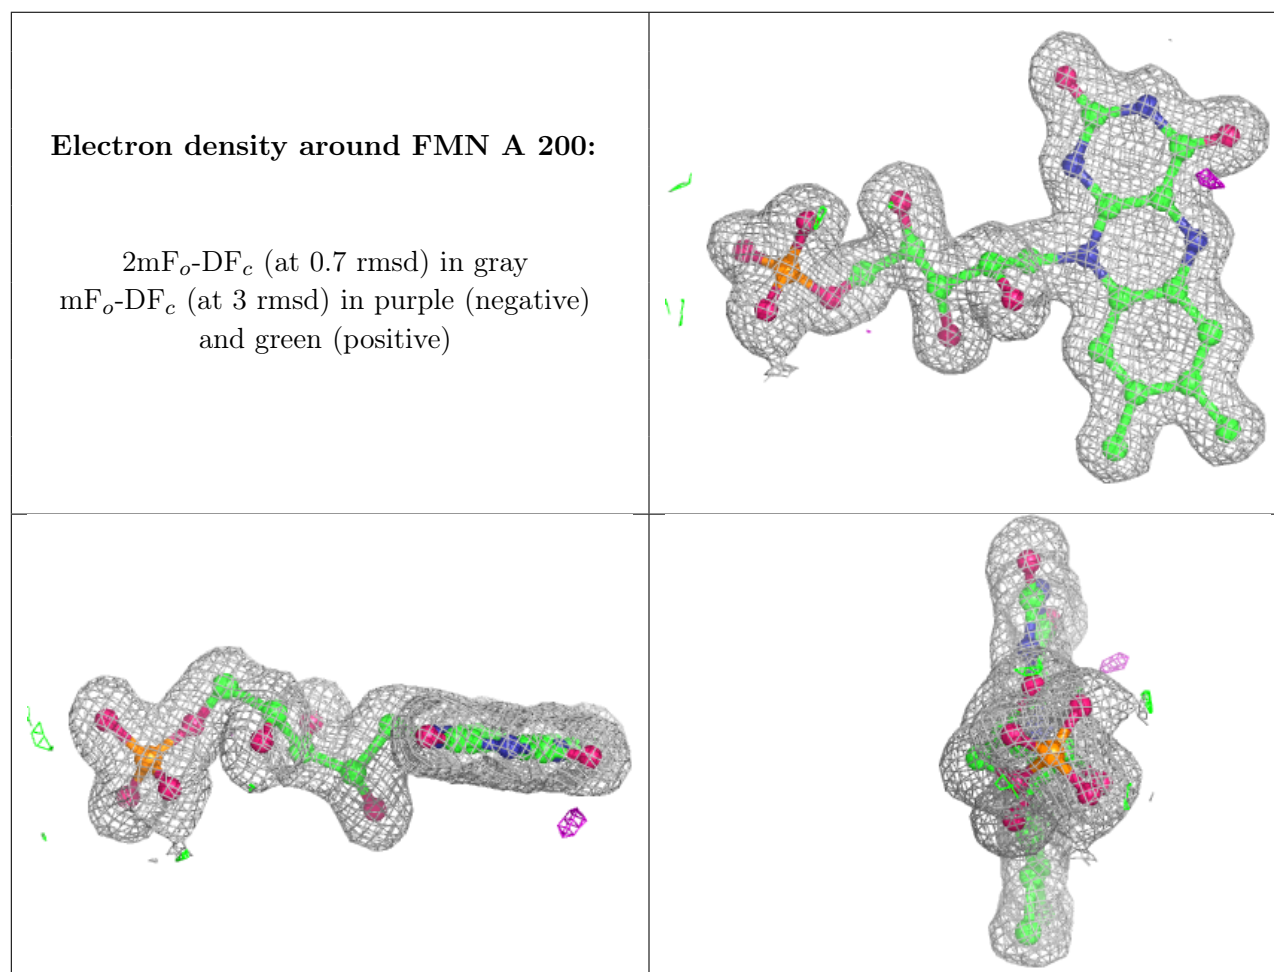 Electron density around FMN A 200:
2mFo-DFc (at 0.7 rmsd) in gray
mFo-DFc (at 3 rmsd) in purple (negative)
and green (positive)